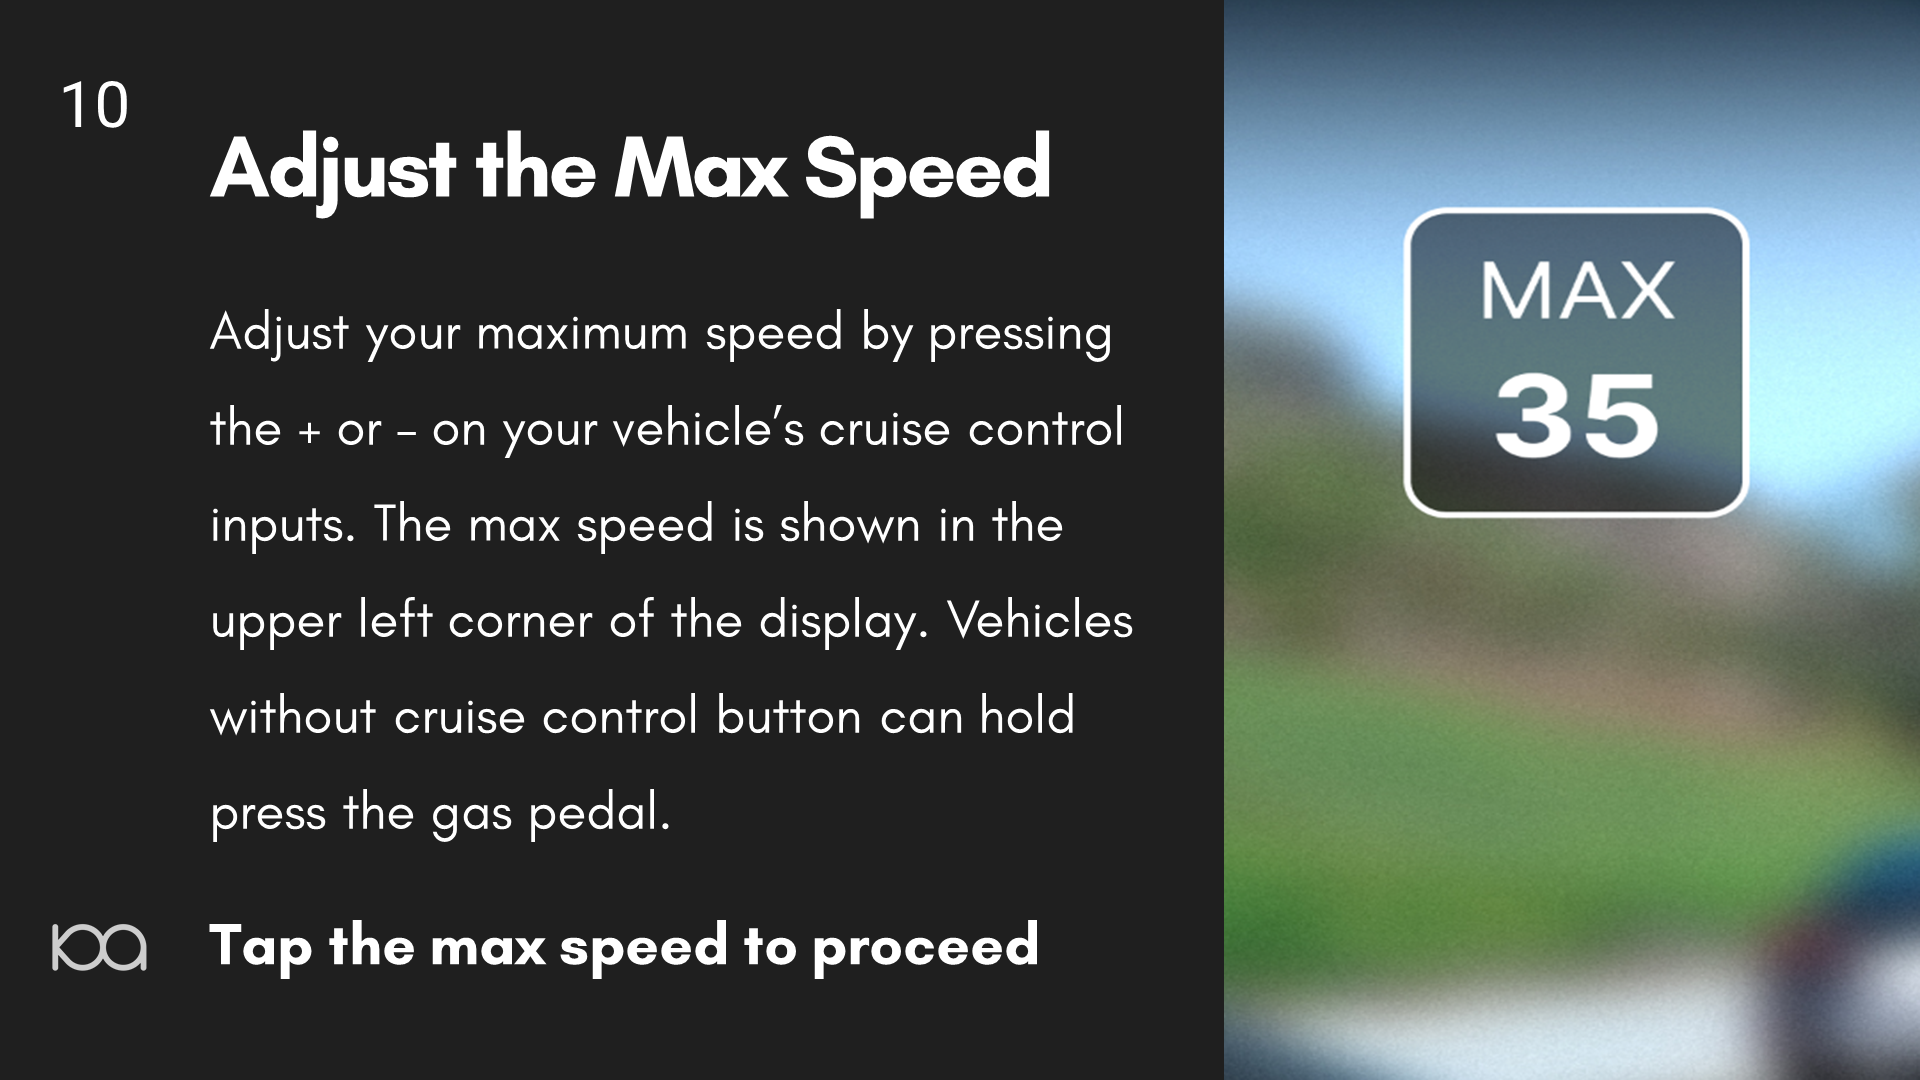 10
Adjust the Max Speed
Adjust your maximum speed by pressing
the + or – on your vehicle’s cruise control
inputs. The max speed is shown in the
upper left corner of the display. Vehicles
without cruise control button can hold
press the gas pedal.
Tap the max speed to proceed
MAX
35